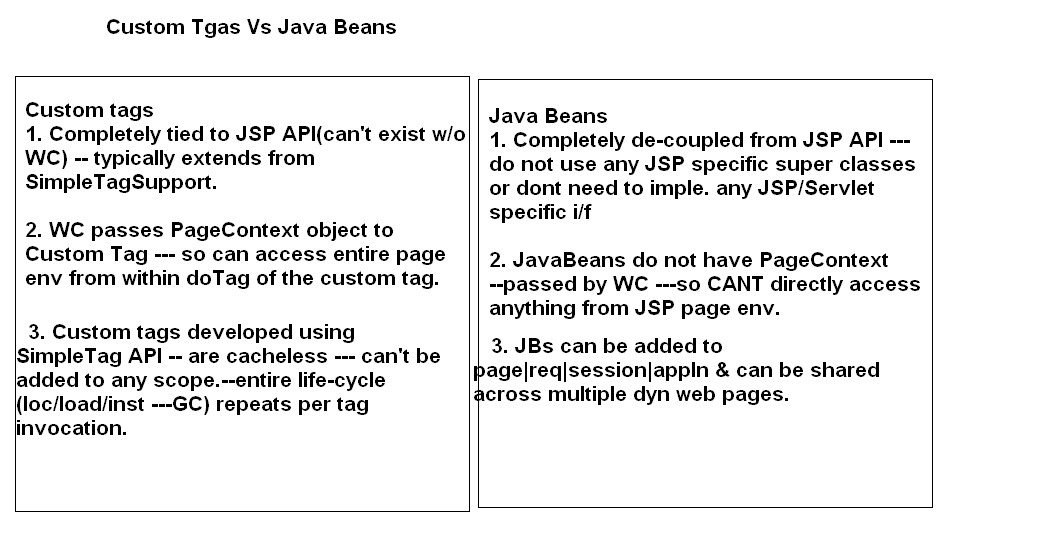 Custom Tgas Vs Java Beans
Custom tags
1. Completely tied to JSP API(can't exist w/o
WC) -- typically extends from
SimpleTagSupport.
2. WC passes PageContext object to
Custom Tag --- so can access entire page
env from within doTag of the custom tag.
3. Custom tags developed using
SimpleTag API -- are cacheless --- can't be
added to any scope.--entire life-cycle
(loc/load/inst ---GC) repeats per tag
invocation.
Java Beans
1. Completely de-coupled from JSP API ---
do not use any JSP specific super classes
or dont need to imple. any JSP/Servlet
specific i/f
2. JavaBeans do not have PageContext
--passed by WC ---so CANT directly access
anything from JSP page env.
3. JBs can be added to
page|req|session|appln & can be shared
across multiple dyn web pages.